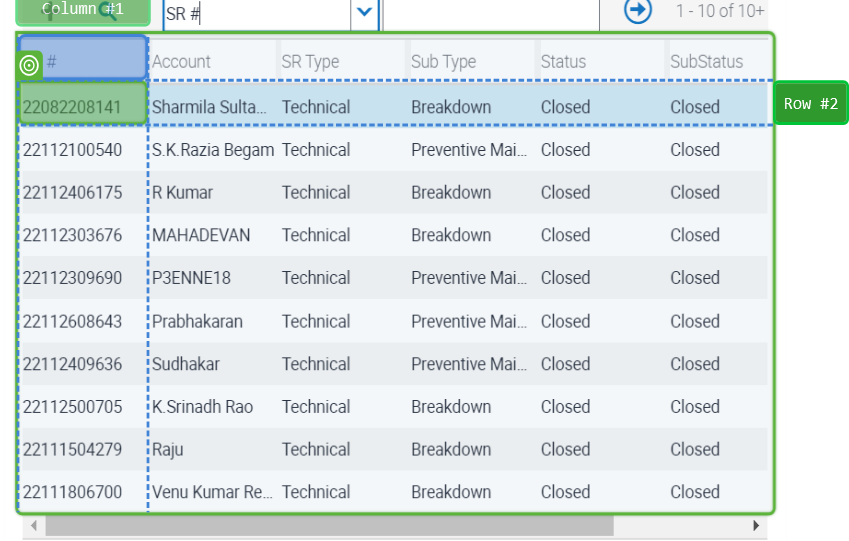 Column #1 SR # 1 - 10 of 10+
# Account SR Type Sub Type Status SubStatus
22082208141 Sharmila Sulta... Technical Breakdown Closed Closed Row #2
22112100540 S.K.Razia Begam Technical Preventive Mai... Closed Closed
22112406175 R Kumar Technical Breakdown Closed Closed
22112303676 MAHADEVAN Technical Breakdown Closed Closed
22112309690 P3ENNE18 Technical Preventive Mai... Closed Closed
22112608643 Prabhakaran Technical Preventive Mai... Closed Closed
22112409636 Sudhakar Technical Preventive Mai... Closed Closed
22112500705 K.Srinadh Rao Technical Breakdown Closed Closed
22111504279 Raju Technical Breakdown Closed Closed
22111806700 Venu Kumar Re... Technical Breakdown Closed Closed